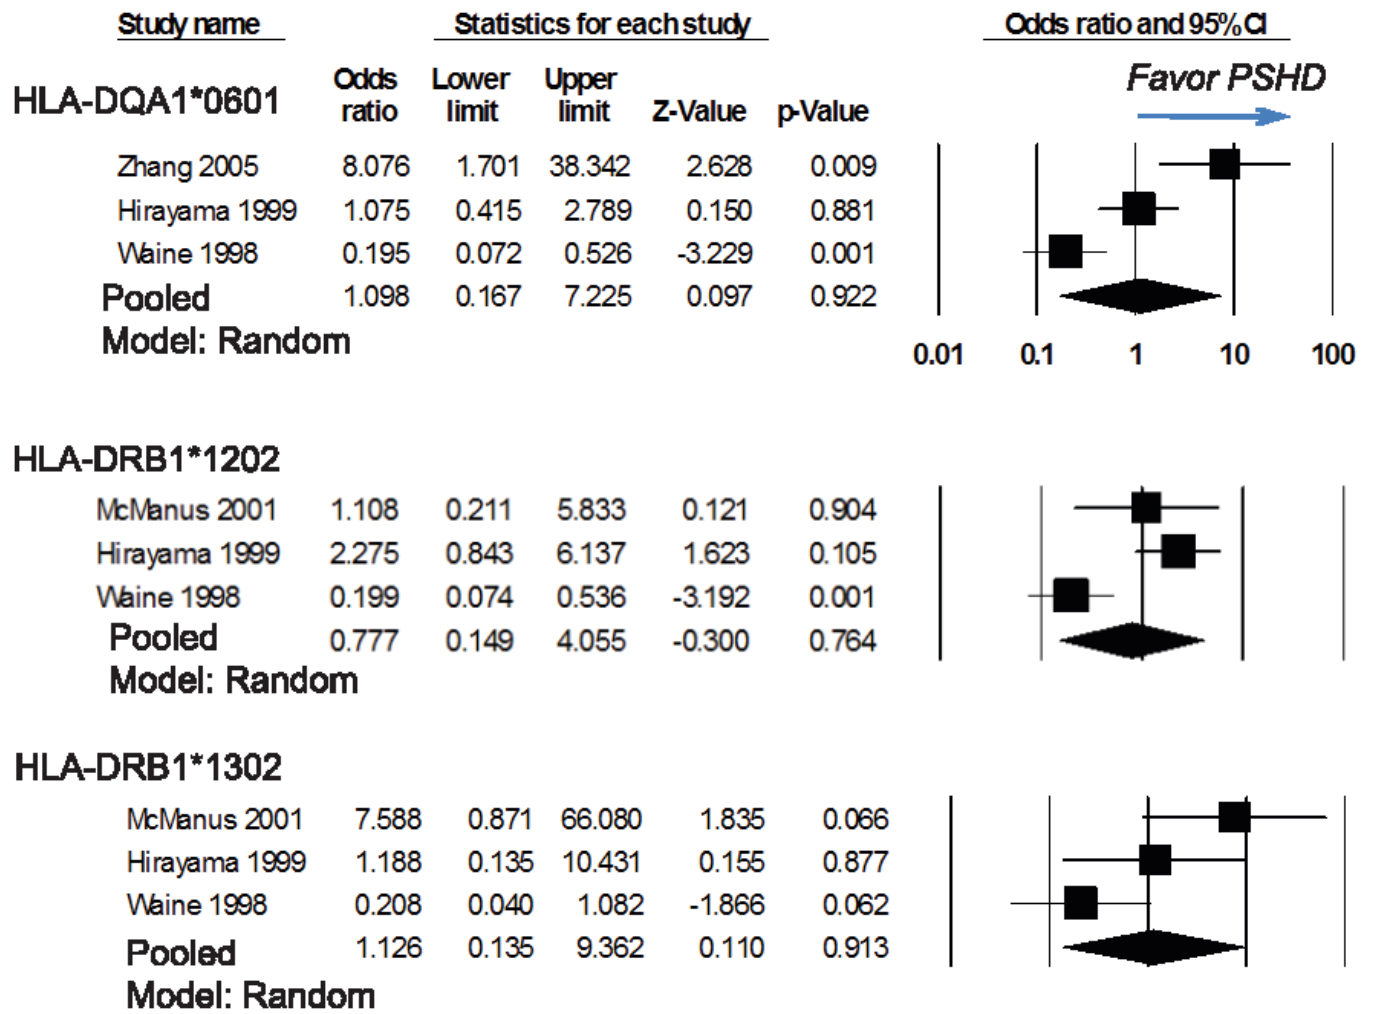 Study name Statistics for each study Odds ratio and 95% CI
HLA-DQA1*0601
Odds ratio Lower limit Upper limit Z-Value p-Value
Favor PSHD
Zhang 2005 8.076 1.701 38.342 2.628 0.009
Hirayama 1999 1.075 0.415 2.789 0.150 0.881
Waine 1998 0.195 0.072 0.526 -3.229 0.001
Pooled 1.098 0.167 7.225 0.097 0.922
Model: Random
0.01 0.1 1 10 100
HLA-DRB1*1202
McManus 2001 1.108 0.211 5.833 0.121 0.904
Hirayama 1999 2.275 0.843 6.137 1.623 0.105
Waine 1998 0.199 0.074 0.536 -3.192 0.001
Pooled 0.777 0.149 4.055 -0.300 0.764
Model: Random
HLA-DRB1*1302
McManus 2001 7.588 0.871 66.080 1.835 0.066
Hirayama 1999 1.188 0.135 10.431 0.155 0.877
Waine 1998 0.208 0.040 1.082 -1.866 0.062
Pooled 1.126 0.135 9.362 0.110 0.913
Model: Random